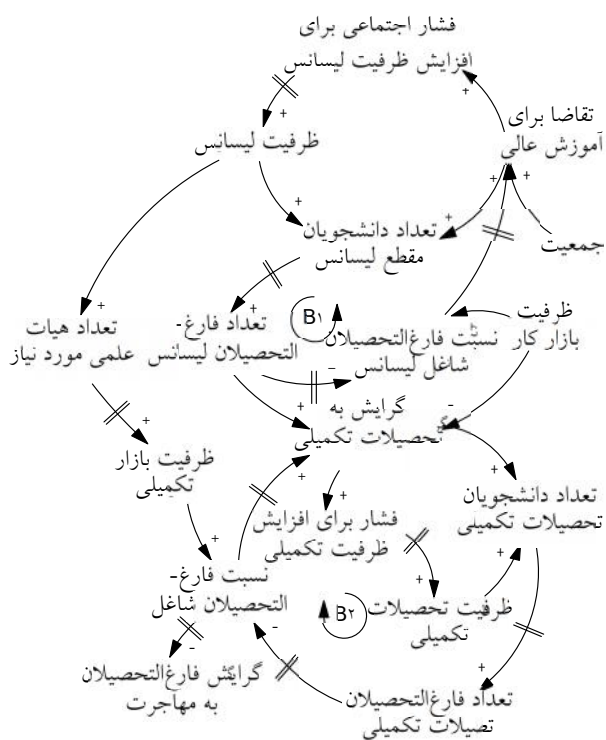 فشار اجتماعی برای
افزایش ظرفیت لیسانس
تقاضا برای
آموزش عالی
ظرفیت لیسانس
تعداد دانشجویان
مقطع لیسانس
جمعیت
تعداد هیات
علمی مورد نیاز
تعداد فارغ-
التحصیلان لیسانس
B۱
نسبت فارغ‌التحصیلان
شاغل لیسانس
ظرفیت
بازار کار
گرایش به
تحصیلات تکمیلی
ظرفیت بازار
تکمیلی
فشار برای افزایش
ظرفیت تکمیلی
تعداد دانشجویان
تحصیلات تکمیلی
نسبت فارغ-
التحصیلان شاغل
B۲
ظرفیت تحصیلات
تکمیلی
گرایش فارغ‌التحصیلان
به مهاجرت
تعداد فارغ‌التحصیلان
تصیلات تکمیلی